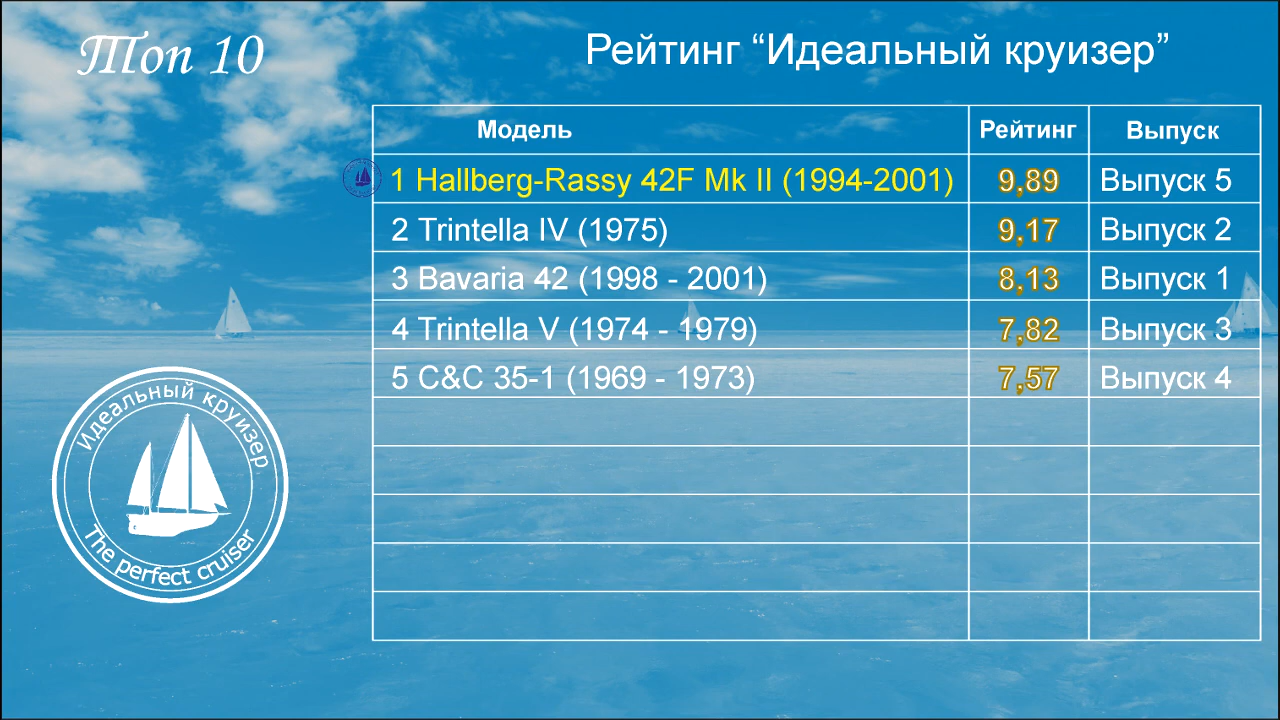 Топ 10
Рейтинг “Идеальный круизер”
Модель Рейтинг Выпуск
1 Hallberg-Rassy 42F Mk II (1994-2001) 9,89 Выпуск 5
2 Trintella IV (1975) 9,17 Выпуск 2
3 Bavaria 42 (1998 - 2001) 8,13 Выпуск 1
4 Trintella V (1974 - 1979) 7,82 Выпуск 3
5 C&C 35-1 (1969 - 1973) 7,57 Выпуск 4
Идеальный круизер
The perfect cruiser